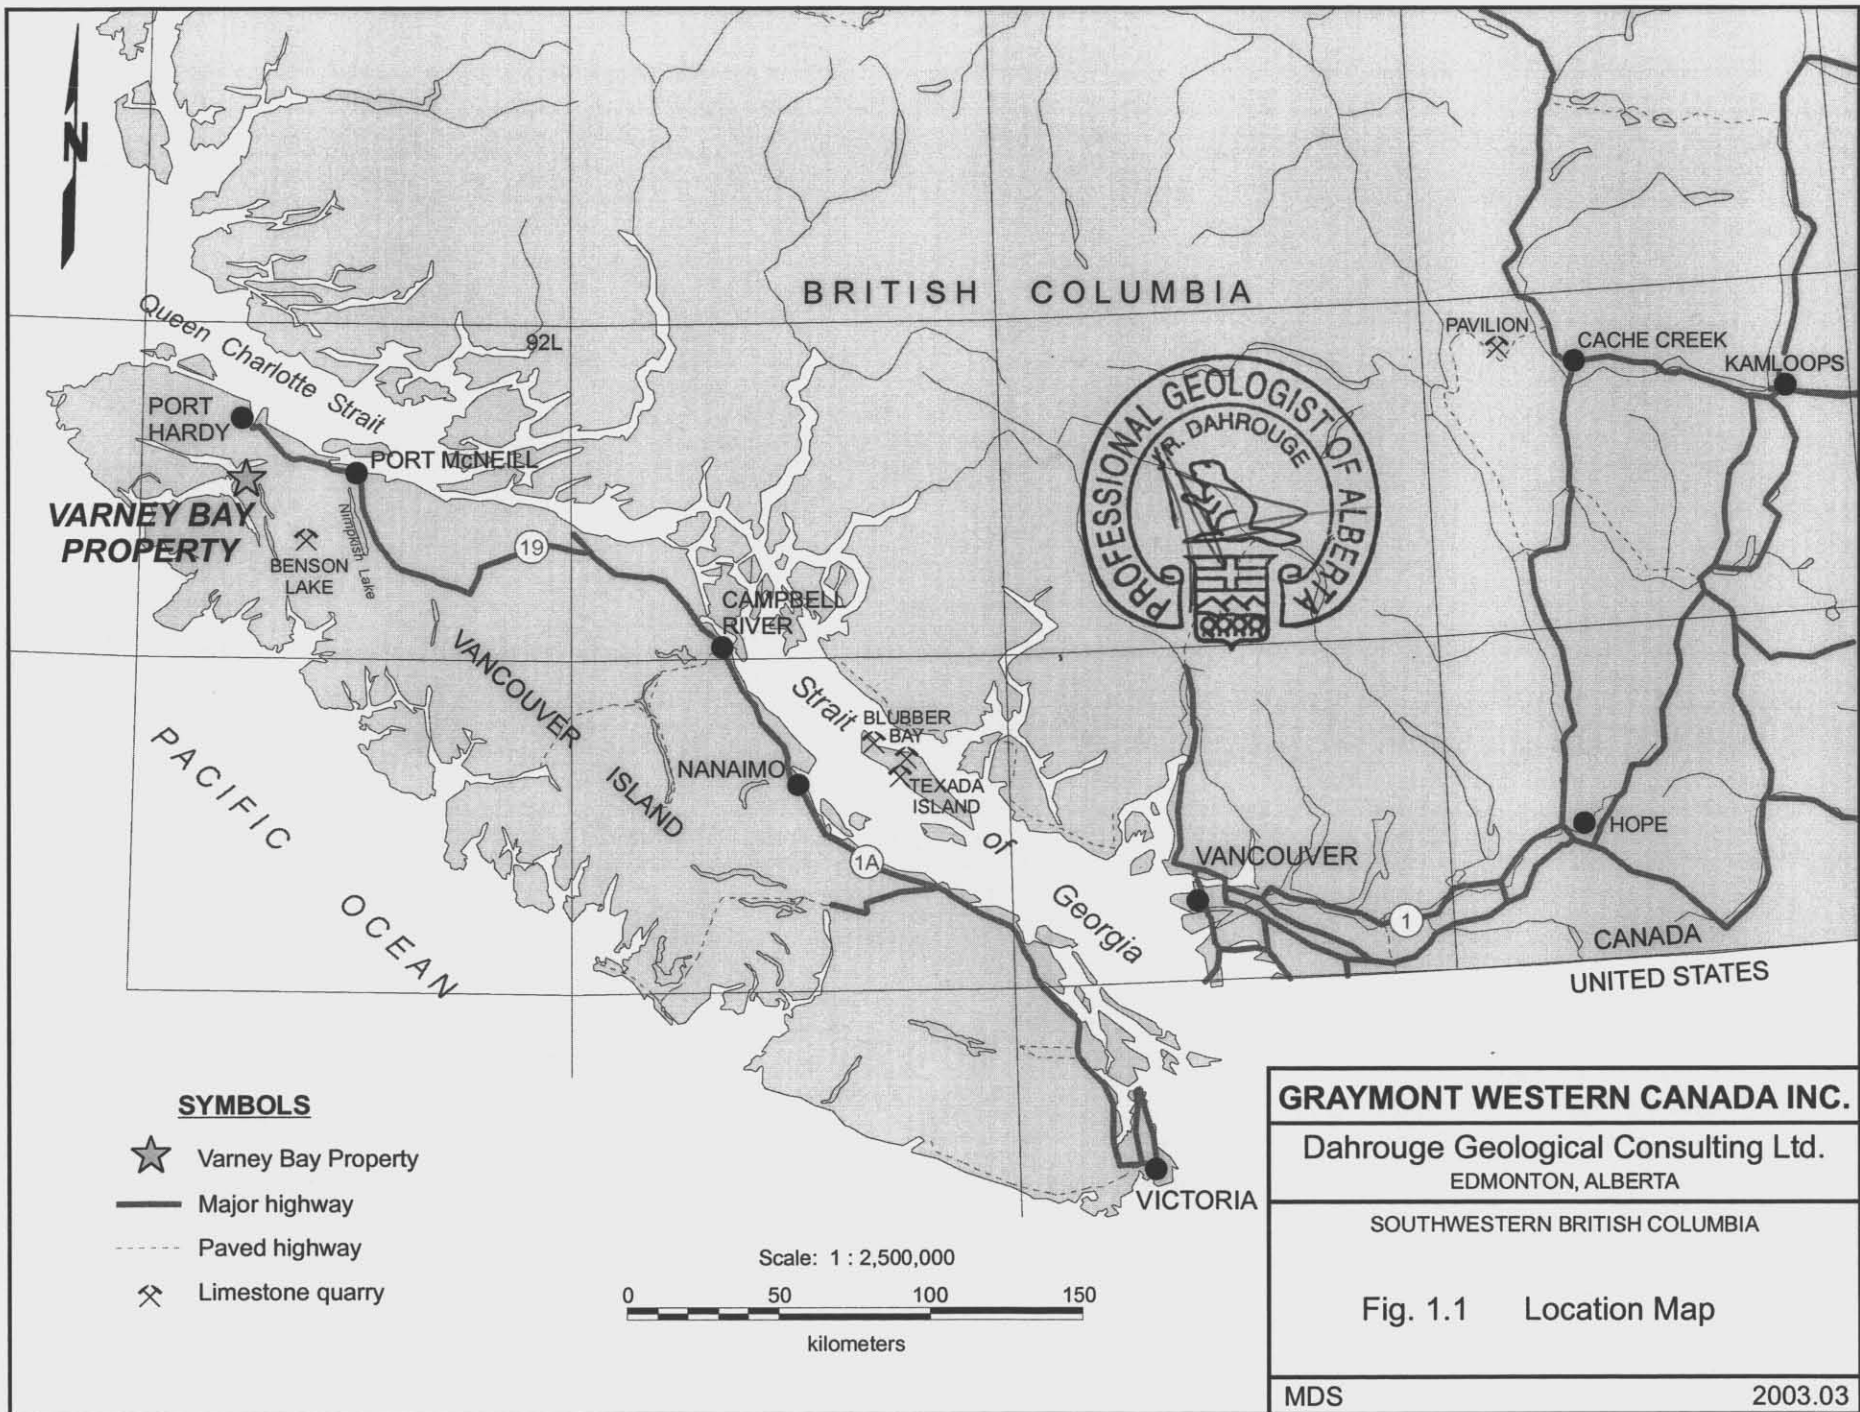 N
BRITISH COLUMBIA
Queen Charlotte Strait
92L
PORT
HARDY
PORT McNEILL
VARNEY BAY
PROPERTY
Nimpkish Lake
BENSON
LAKE
19
CAMPBELL
RIVER
VANCOUVER
ISLAND
PACIFIC
OCEAN
Strait of Georgia
BLUBBER
BAY
TEXADA
ISLAND
NANAIMO
1A
PAVILION
CACHE CREEK
KAMLOOPS
PROFESSIONAL GEOLOGIST OF ALBERTA
J.R. DAHROUGE
HOPE
VANCOUVER
1
CANADA
UNITED STATES
VICTORIA
SYMBOLS
Varney Bay Property
Major highway
Paved highway
Limestone quarry
Scale: 1 : 2,500,000
0 50 100 150
kilometers
GRAYMONT WESTERN CANADA INC.
Dahrouge Geological Consulting Ltd.
EDMONTON, ALBERTA
SOUTHWESTERN BRITISH COLUMBIA
Fig. 1.1 Location Map
MDS 2003.03